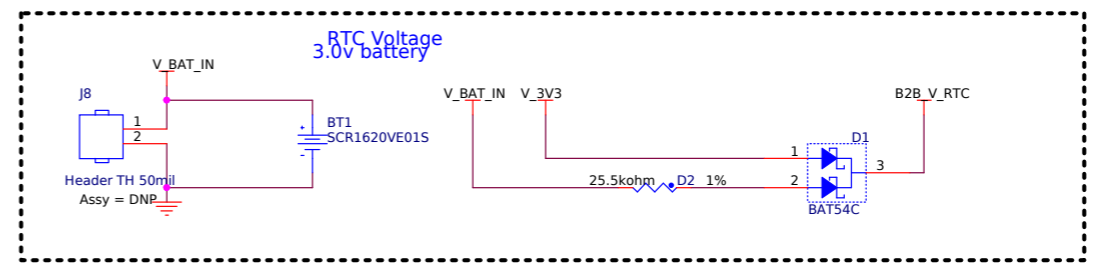 RTC Voltage
3.0v battery
V_BAT_IN
J8
1
2
Header TH 50mil
Assy = DNP
+
BT1
SCR1620VE01S
-
V_BAT_IN
V_3V3
B2B_V_RTC
25.5kohm
D2
1%
1
2
D1
3
BAT54C